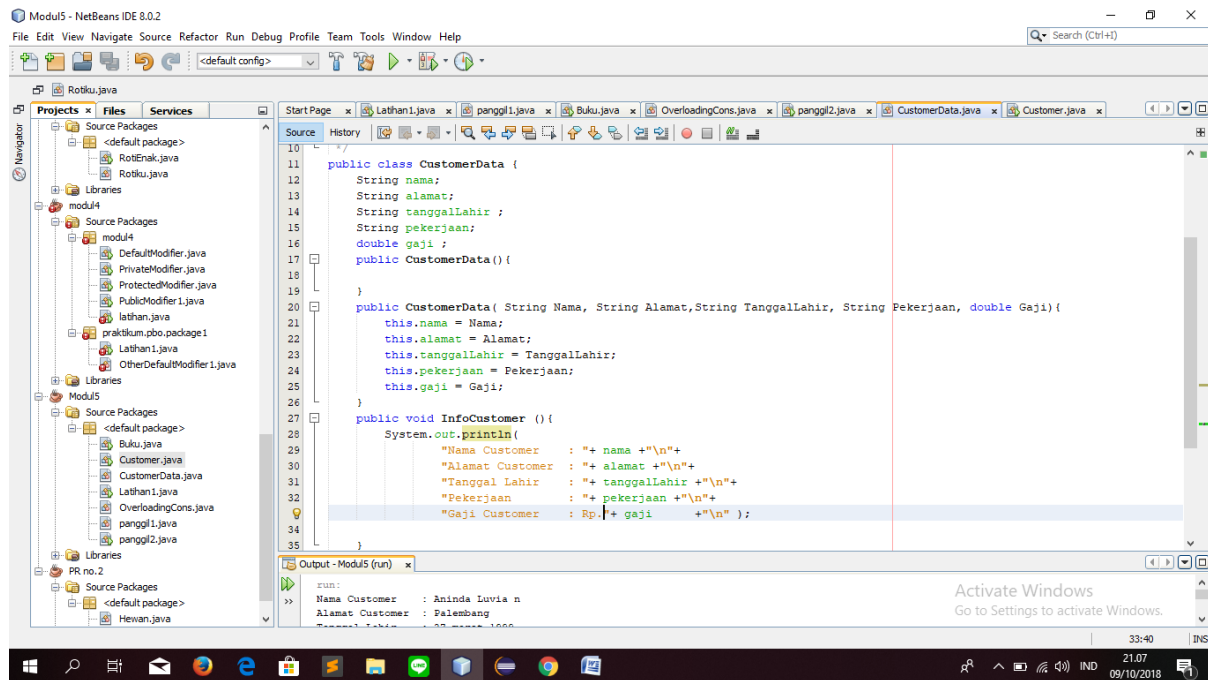 Modul5 - NetBeans IDE 8.0.2
File Edit View Navigate Source Refactor Run Debug Profile Team Tools Window Help
Search (Ctrl+I)
<default config>
Rotiku.java
Projects Files Services
Navigator
Source Packages
<default package>
RotiEnak.java
Rotiku.java
Libraries
modul4
Source Packages
modul4
DefaultModifier.java
PrivateModifier.java
ProtectedModifier.java
PublicModifier1.java
latihan.java
praktikum.pbo.package1
Latihan1.java
OtherDefaultModifier1.java
Libraries
Modul5
Source Packages
<default package>
Buku.java
Customer.java
CustomerData.java
Latihan1.java
OverloadingCons.java
panggil1.java
panggil2.java
Libraries
PR no.2
Source Packages
<default package>
Hewan.java
Start Page Latihan1.java panggil1.java Buku.java OverloadingCons.java panggil2.java CustomerData.java Customer.java
Source History
10 */
11 public class CustomerData {
12 String nama;
13 String alamat;
14 String tanggalLahir ;
15 String pekerjaan;
16 double gaji ;
17 public CustomerData(){
18
19 }
20 public CustomerData( String Nama, String Alamat,String TanggalLahir, String Pekerjaan, double Gaji){
21 this.nama = Nama;
22 this.alamat = Alamat;
23 this.tanggalLahir = TanggalLahir;
24 this.pekerjaan = Pekerjaan;
25 this.gaji = Gaji;
26 }
27 public void InfoCustomer (){
28 System.out.println(
29 "Nama Customer : "+ nama +"\n"+
30 "Alamat Customer : "+ alamat +"\n"+
31 "Tanggal Lahir : "+ tanggalLahir +"\n"+
32 "Pekerjaan : "+ pekerjaan +"\n"+
"Gaji Customer : Rp."+ gaji +"\n" );
34
35 }
Output - Modul5 (run)
run:
Nama Customer : Aninda Luvia n
Alamat Customer : Palembang
Tanggal Lahir : 27 maret 1998
Activate Windows
Go to Settings to activate Windows.
33:40 INS
IND
21.07
09/10/2018